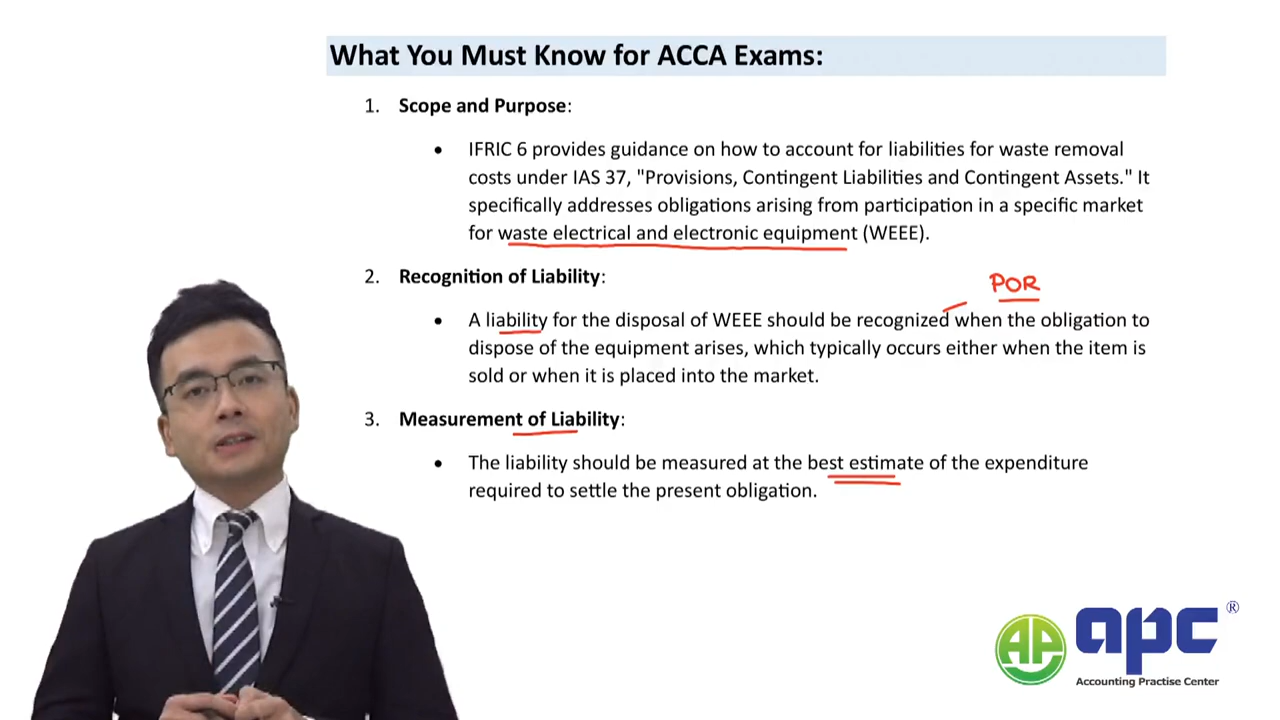 What You Must Know for ACCA Exams:
1. Scope and Purpose:
• IFRIC 6 provides guidance on how to account for liabilities for waste removal
costs under IAS 37, "Provisions, Contingent Liabilities and Contingent Assets." It
specifically addresses obligations arising from participation in a specific market
for waste electrical and electronic equipment (WEEE).
2. Recognition of Liability:
POR
• A liability for the disposal of WEEE should be recognized when the obligation to
dispose of the equipment arises, which typically occurs either when the item is
sold or when it is placed into the market.
3. Measurement of Liability:
• The liability should be measured at the best estimate of the expenditure
required to settle the present obligation.
AP apc ®
Accounting Practise Center